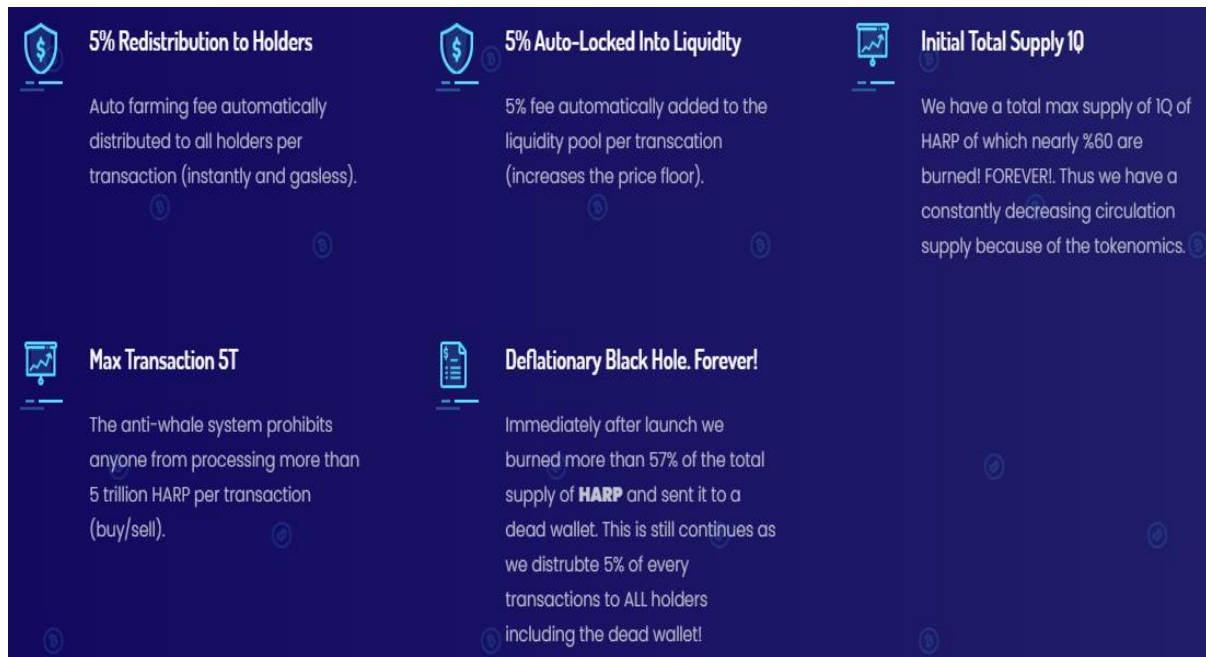 5% Redistribution to Holders
Auto farming fee automatically
distributed to all holders per
transaction (instantly and gasless).
5% Auto-Locked Into Liquidity
5% fee automatically added to the
liquidity pool per transcation
(increases the price floor).
Initial Total Supply 1Q
We have a total max supply of 1Q of
HARP of which nearly %60 are
burned! FOREVER!. Thus we have a
constantly decreasing circulation
supply because of the tokenomics.
Max Transaction 5T
The anti-whale system prohibits
anyone from processing more than
5 trillion HARP per transaction
(buy/sell).
Deflationary Black Hole. Forever!
Immediately after launch we
burned more than 57% of the total
supply of HARP and sent it to a
dead wallet. This is still continues as
we distrubte 5% of every
transactions to ALL holders
including the dead wallet!